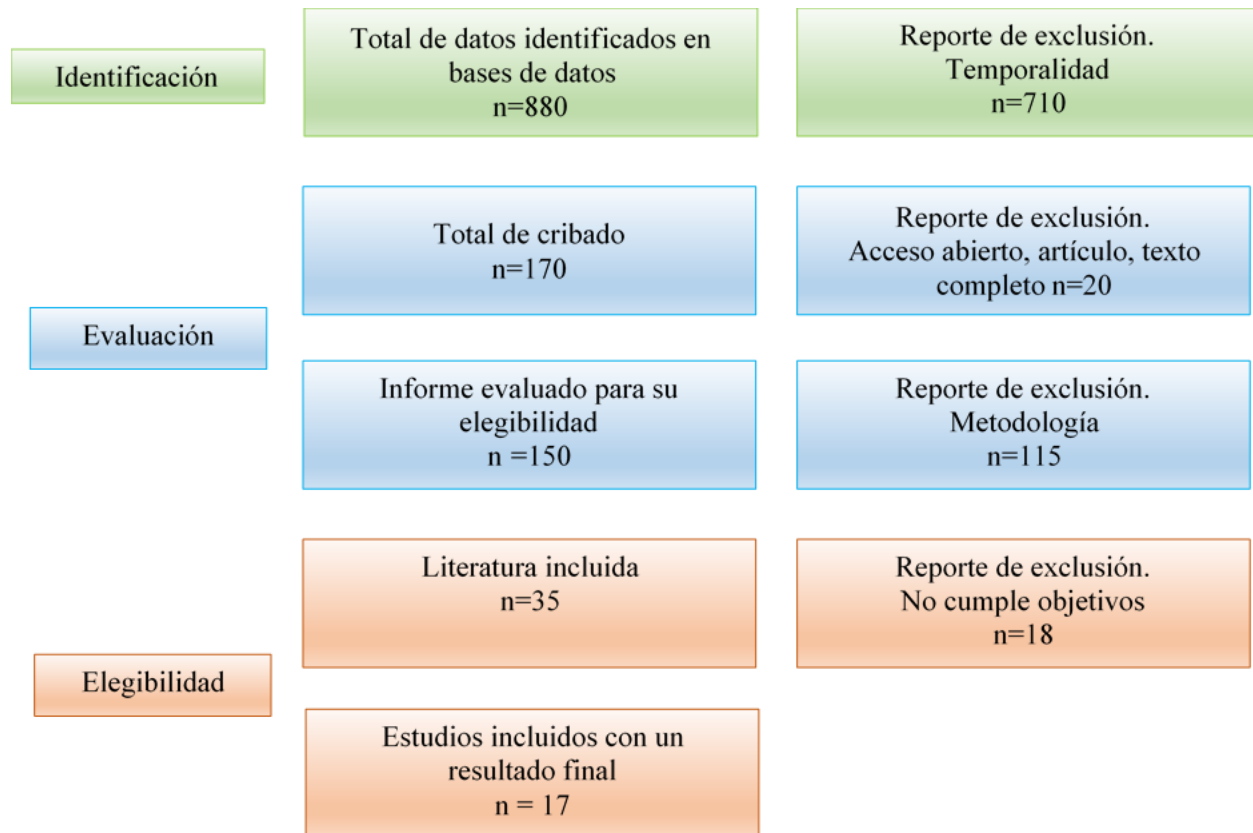 Identificación
Total de datos identificados en
bases de datos
n=880
Reporte de exclusión.
Temporalidad
n=710
Evaluación
Total de cribado
n=170
Reporte de exclusión.
Acceso abierto, artículo, texto
completo n=20
Informe evaluado para su
elegibilidad
n =150
Reporte de exclusión.
Metodología
n=115
Elegibilidad
Literatura incluida
n=35
Reporte de exclusión.
No cumple objetivos
n=18
Estudios incluidos con un
resultado final
n = 17